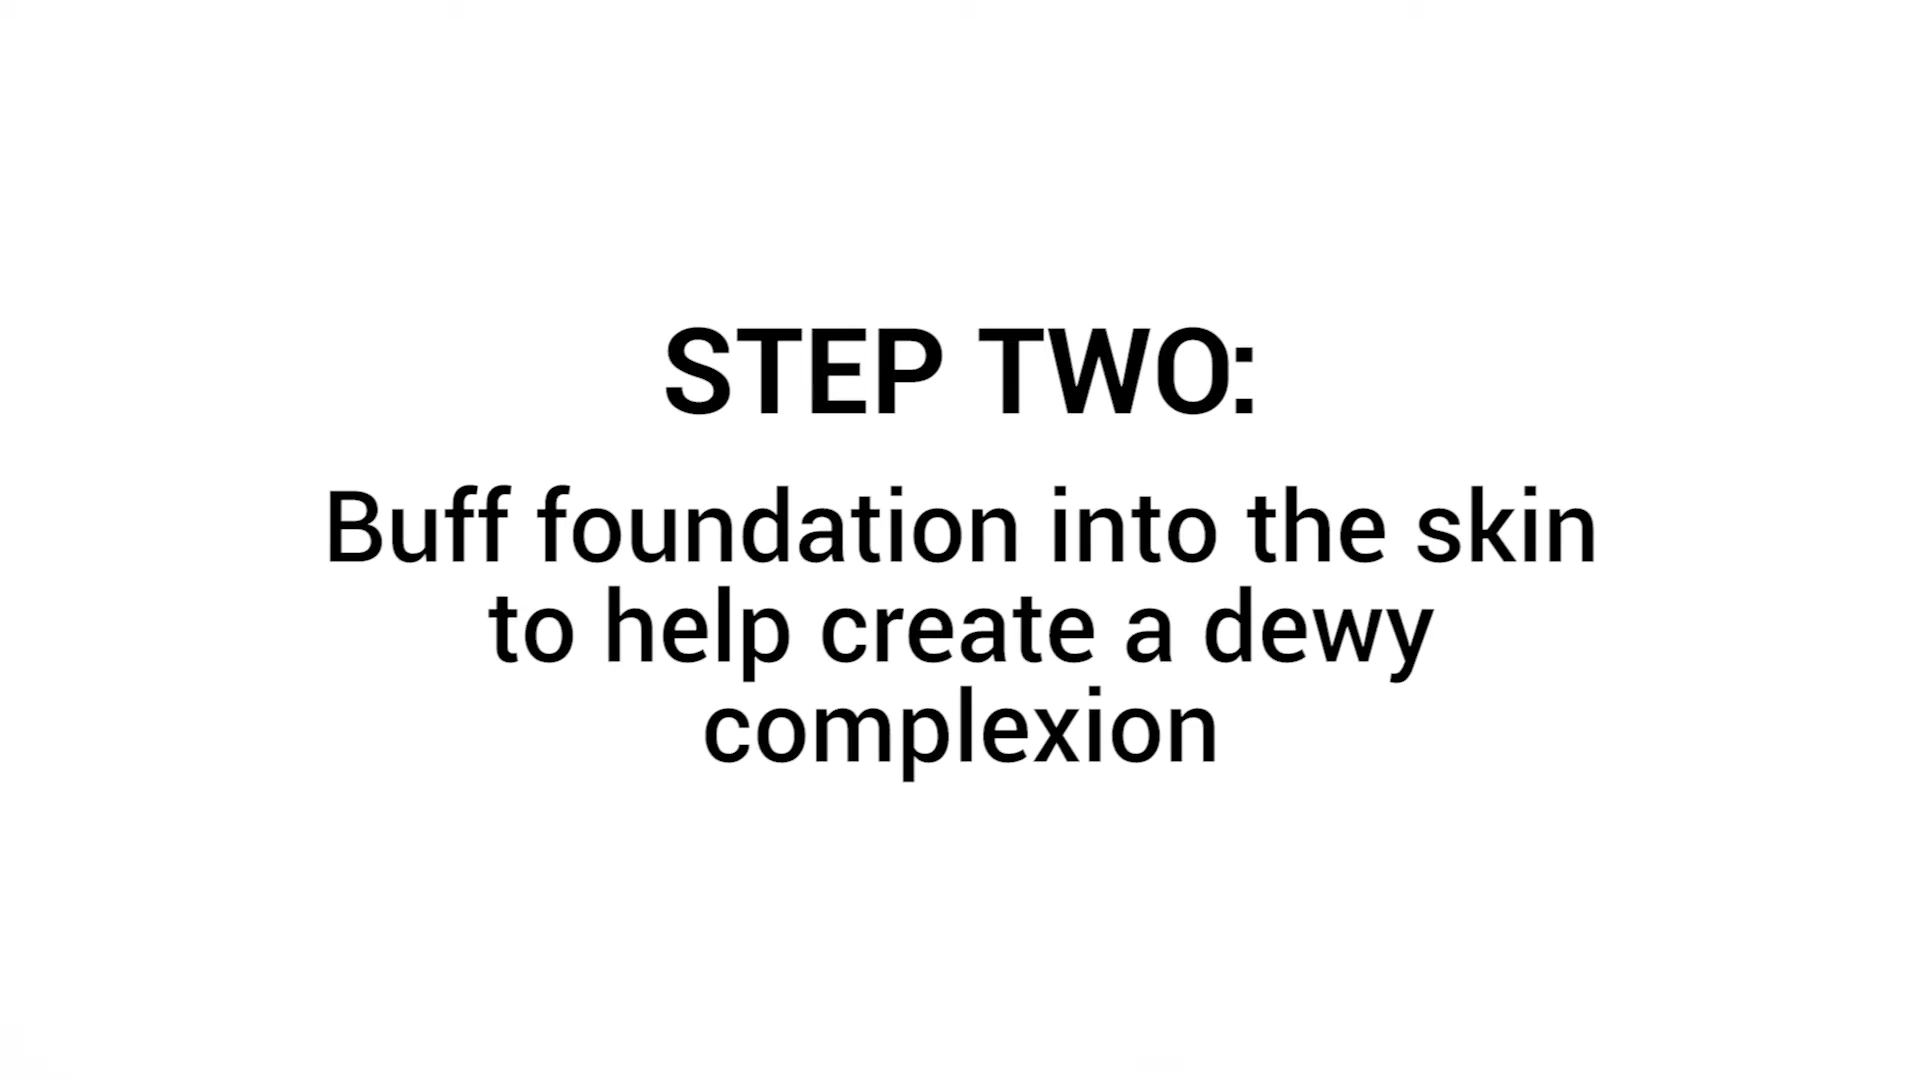 STEP TWO:
Buff foundation into the skin
to help create a dewy
complexion